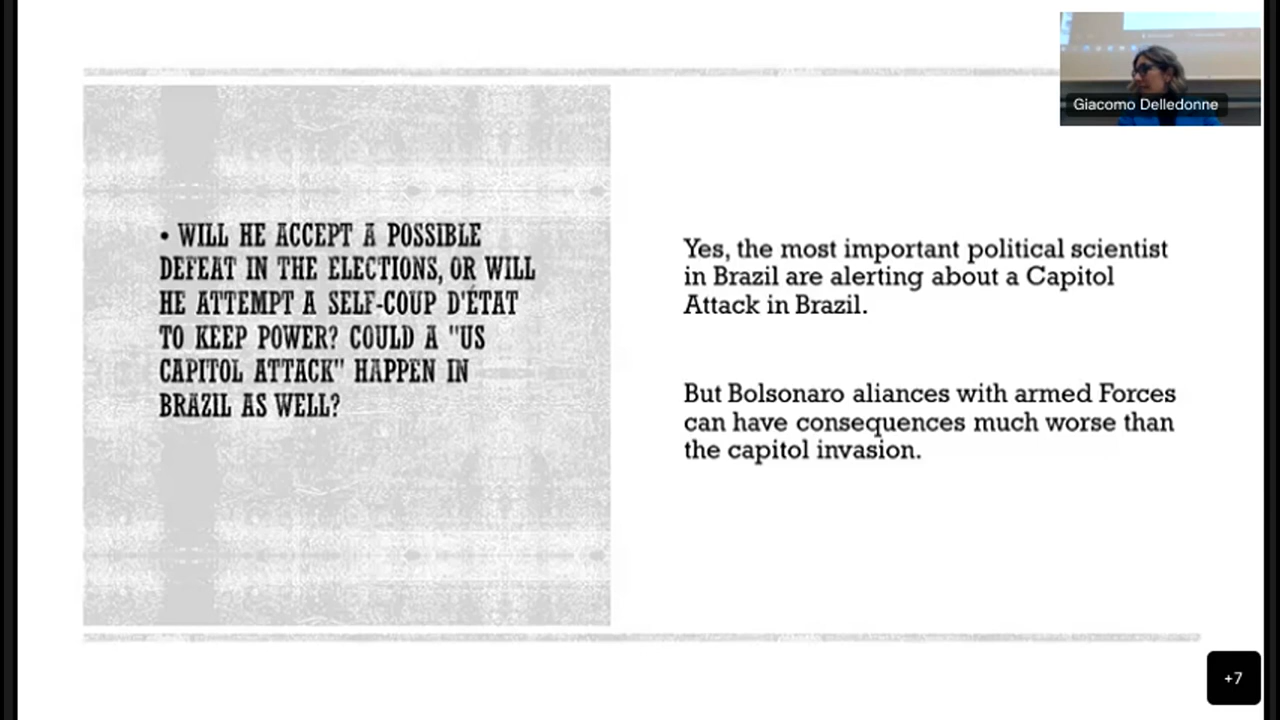 Giacomo Delledonne
• WILL HE ACCEPT A POSSIBLE
DEFEAT IN THE ELECTIONS, OR WILL
HE ATTEMPT A SELF-COUP D'ÉTAT
TO KEEP POWER? COULD A "US
CAPITOL ATTACK" HAPPEN IN
BRAZIL AS WELL?
Yes, the most important political scientist
in Brazil are alerting about a Capitol
Attack in Brazil.
But Bolsonaro aliances with armed Forces
can have consequences much worse than
the capitol invasion.
+7